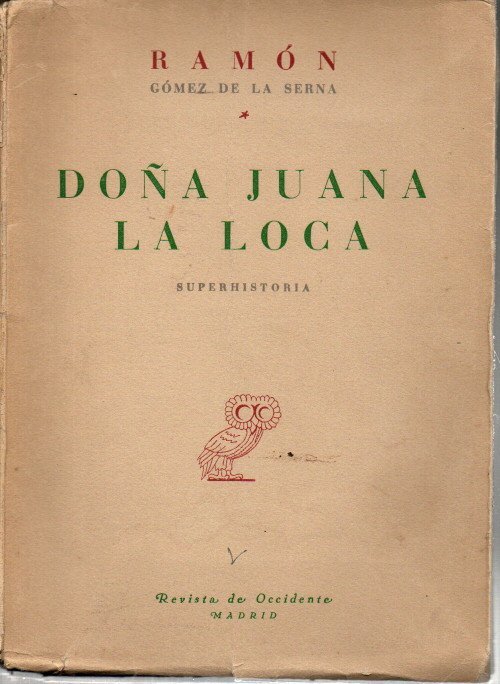 RAMÓN
GÓMEZ DE LA SERNA
DOÑA JUANA
LA LOCA
SUPERHISTORIA
Revista de Occidente
MADRID